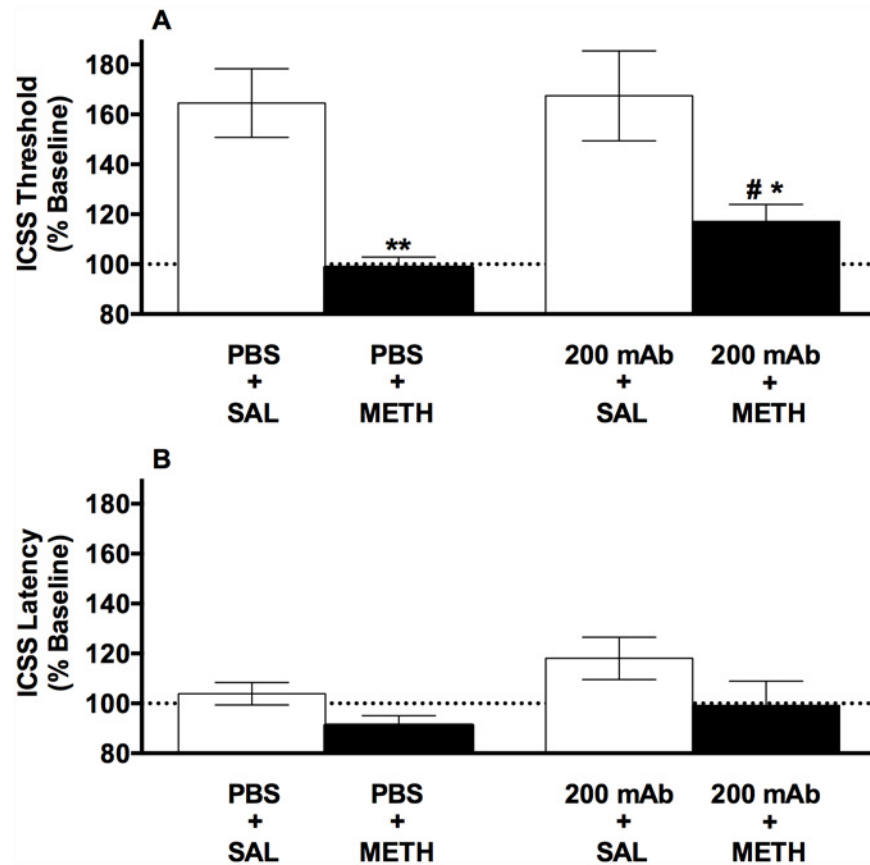 A
ICSS Threshold
(% Baseline)
180
160
140
120
100
80
**
# *
PBS PBS 200 mAb 200 mAb
+ + + +
SAL METH SAL METH
B
ICSS Latency
(% Baseline)
180
160
140
120
100
80
PBS PBS 200 mAb 200 mAb
+ + + +
SAL METH SAL METH